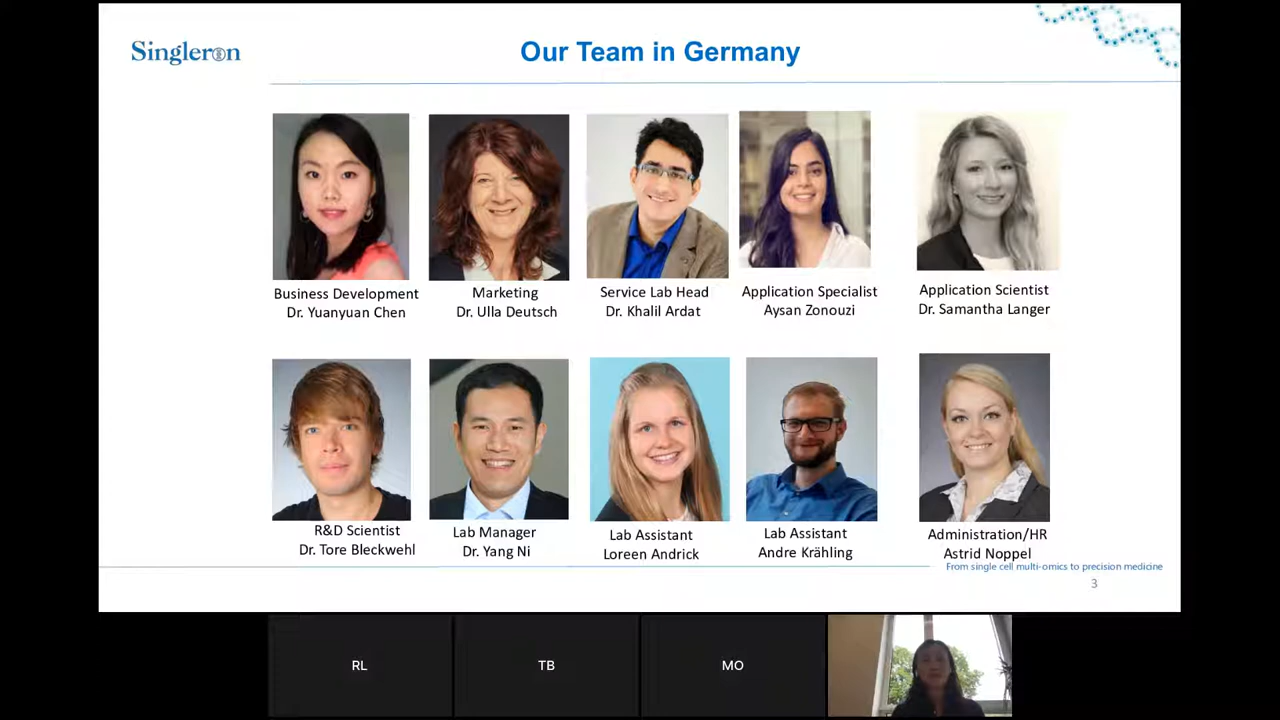 Singleron
Our Team in Germany
Business Development
Dr. Yuanyuan Chen
Marketing
Dr. Ulla Deutsch
Service Lab Head
Dr. Khalil Ardat
Application Specialist
Aysan Zonouzi
Application Scientist
Dr. Samantha Langer
R&D Scientist
Dr. Tore Bleckwehl
Lab Manager
Dr. Yang Ni
Lab Assistant
Loreen Andrick
Lab Assistant
Andre Krähling
Administration/HR
Astrid Noppel
From single cell multi-omics to precision medicine
3
RL
TB
MO